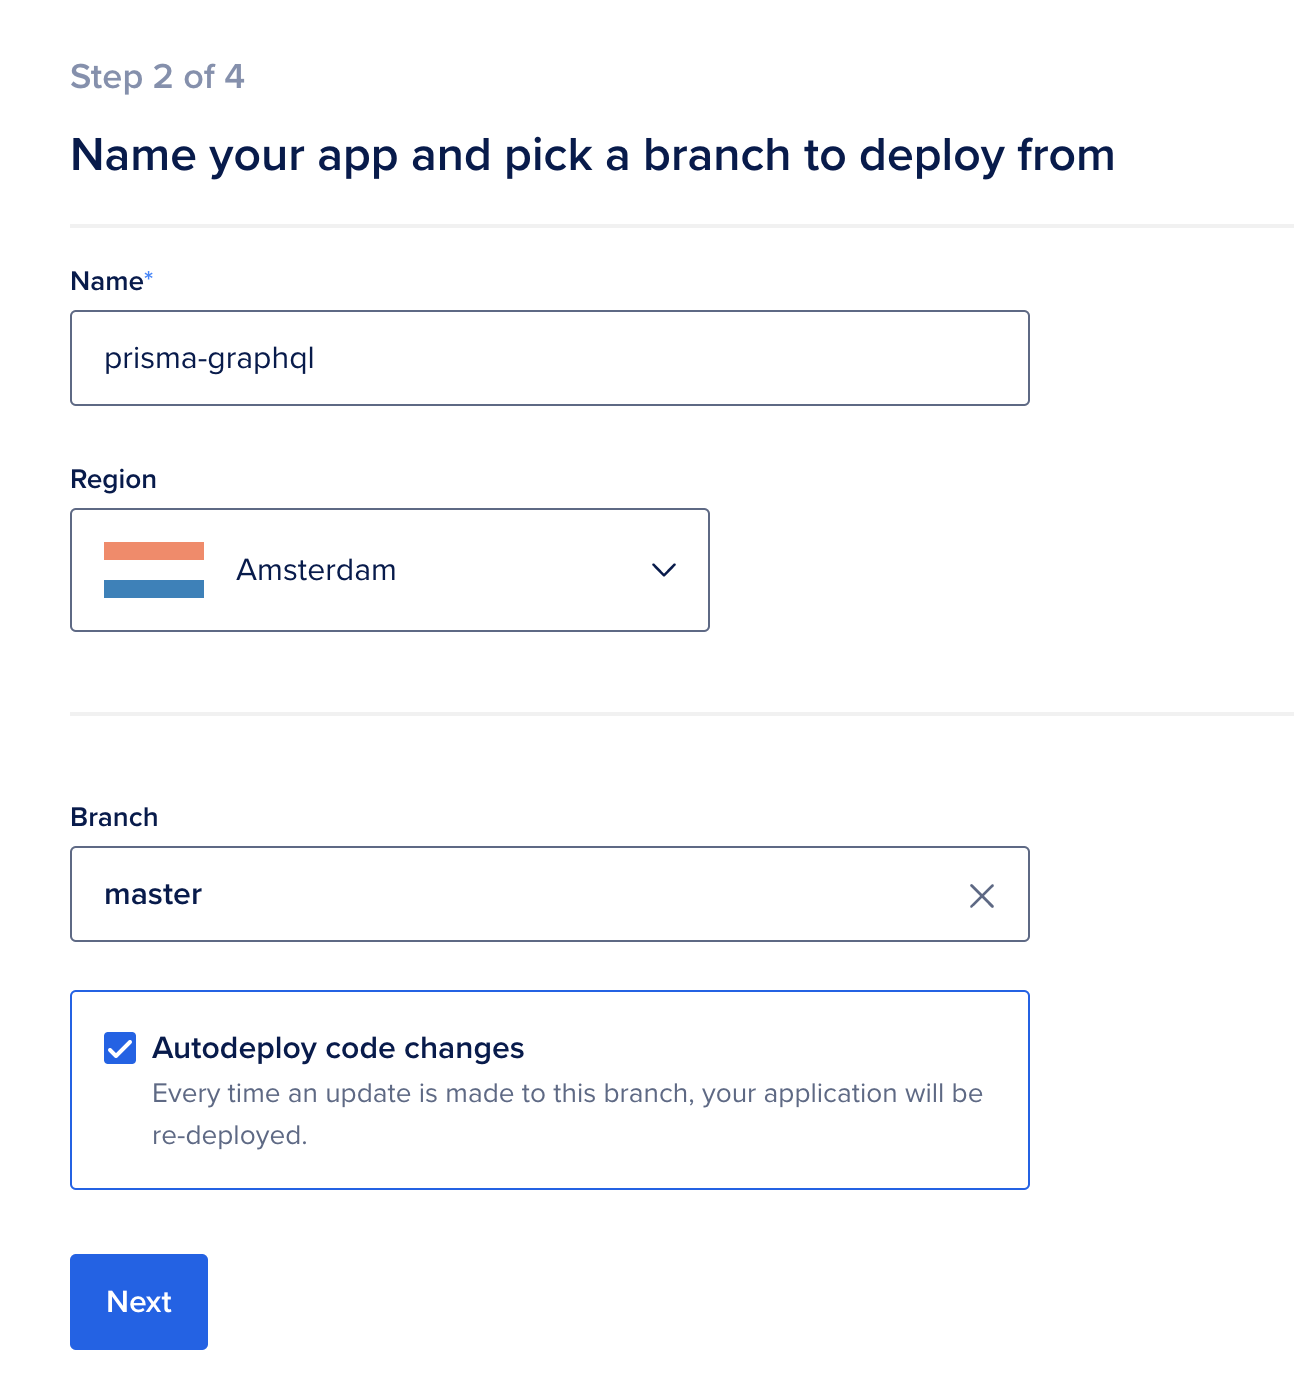 Step 2 of 4
Name your app and pick a branch to deploy from
Name*
prisma-graphql
Region
Amsterdam
Branch
master
Autodeploy code changes
Every time an update is made to this branch, your application will be
re-deployed.
Next